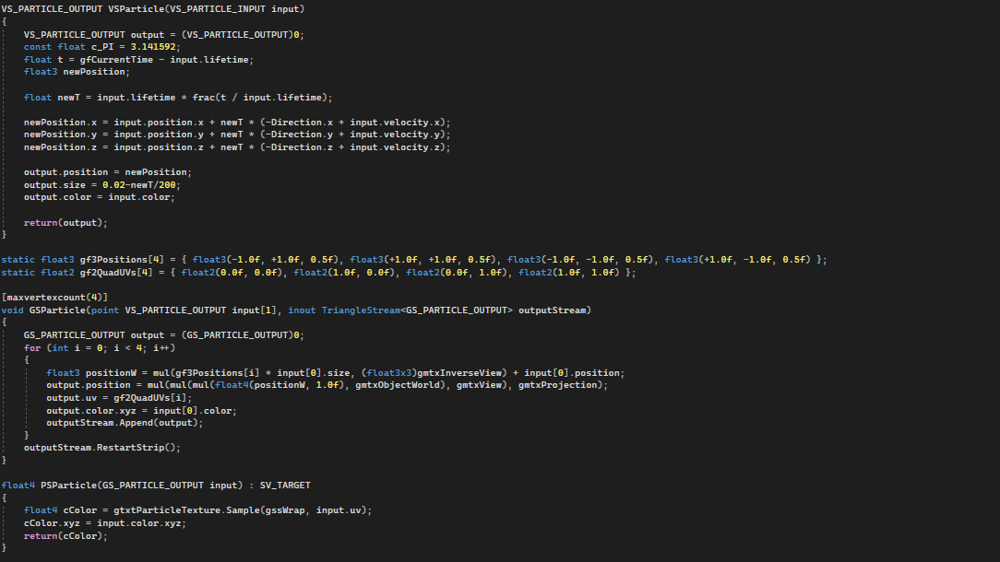 VS_PARTICLE_OUTPUT VSParticle(VS_PARTICLE_INPUT input)
{
    VS_PARTICLE_OUTPUT output = (VS_PARTICLE_OUTPUT)0;
    const float c_PI = 3.141592;
    float t = gfCurrentTime - input.lifetime;
    float3 newPosition;

    float newT = input.lifetime * frac(t / input.lifetime);

    newPosition.x = input.position.x + newT * (-Direction.x + input.velocity.x);
    newPosition.y = input.position.y + newT * (-Direction.y + input.velocity.y);
    newPosition.z = input.position.z + newT * (-Direction.z + input.velocity.z);

    output.position = newPosition;
    output.size = 0.02-newT/200;
    output.color = input.color;

    return(output);
}

static float3 gf3Positions[4] = { float3(-1.0f, +1.0f, 0.5f), float3(+1.0f, +1.0f, 0.5f), float3(-1.0f, -1.0f, 0.5f), float3(+1.0f, -1.0f, 0.5f) };
static float2 gf2QuadUVs[4] = { float2(0.0f, 0.0f), float2(1.0f, 0.0f), float2(0.0f, 1.0f), float2(1.0f, 1.0f) };

[maxvertexcount(4)]
void GSParticle(point VS_PARTICLE_OUTPUT input[1], inout TriangleStream<GS_PARTICLE_OUTPUT> outputStream)
{
    GS_PARTICLE_OUTPUT output = (GS_PARTICLE_OUTPUT)0;
    for (int i = 0; i < 4; i++)
    {
        float3 positionW = mul(gf3Positions[i] * input[0].size, (float3x3)gmtxInverseView) + input[0].position;
        output.position = mul(mul(mul(float4(positionW, 1.0f), gmtxObjectWorld), gmtxView), gmtxProjection);
        output.uv = gf2QuadUVs[i];
        output.color.xyz = input[0].color;
        outputStream.Append(output);
    }
    outputStream.RestartStrip();
}

float4 PSParticle(GS_PARTICLE_OUTPUT input) : SV_TARGET
{
    float4 cColor = gtxtParticleTexture.Sample(gssWrap, input.uv);
    cColor.xyz = input.color.xyz;
    return(cColor);
}